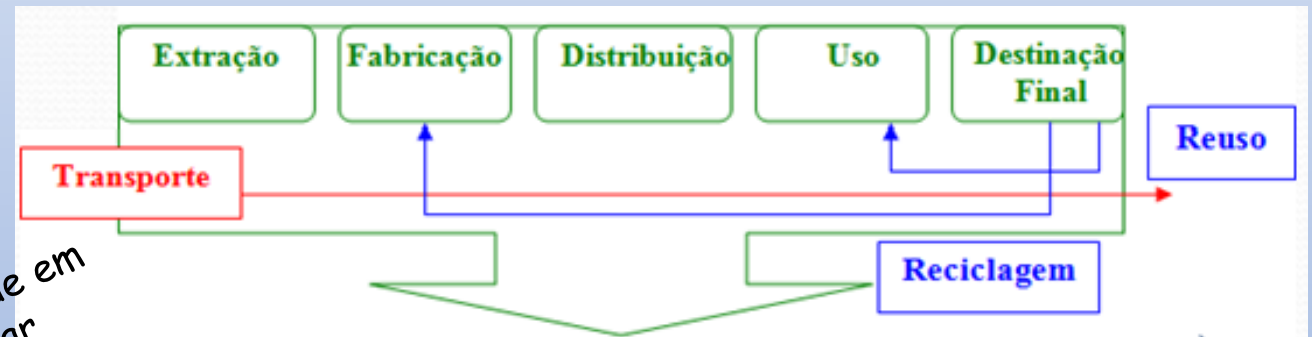 Extração
Fabricação
Distribuição
Uso
Destinação
Final
Reuso
Transporte
Reciclagem
em